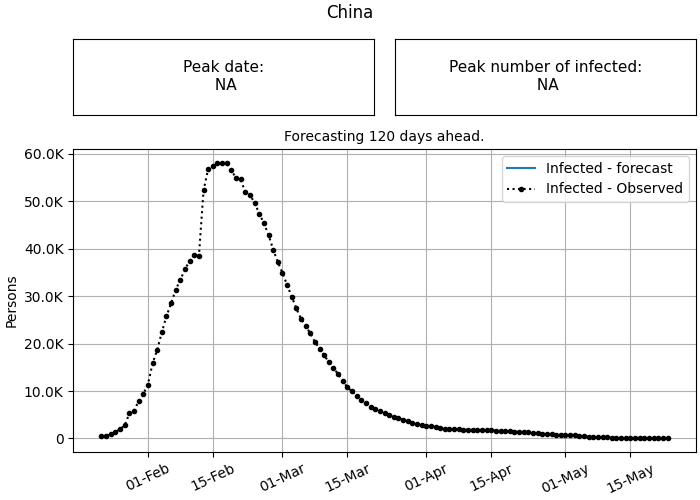 China
Peak date:
NA
Peak number of infected:
NA
Forecasting 120 days ahead.
60.0K
50.0K
40.0K
30.0K
20.0K
10.0K
0
Persons
Infected - forecast
Infected - Observed
01-Feb
15-Feb
01-Mar
15-Mar
01-Apr
15-Apr
01-May
15-May